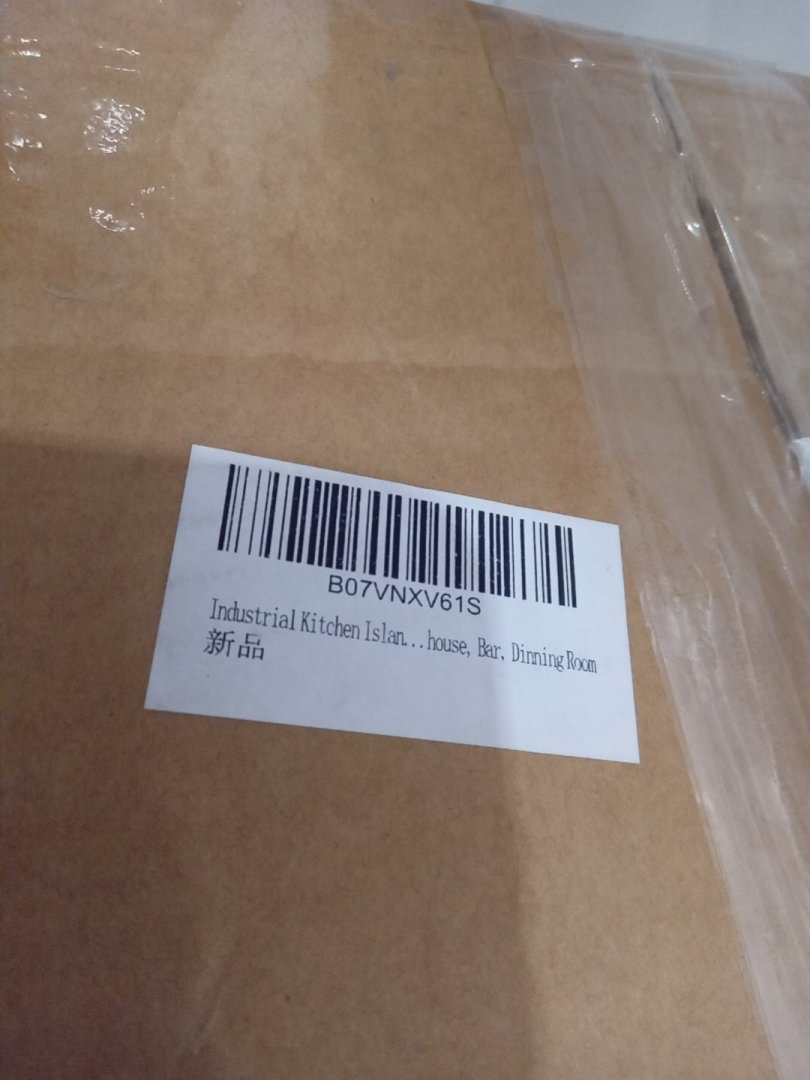 B07VNXV61S
Industrial Kitchen Islan...house, Bar, Dinning Room
新品